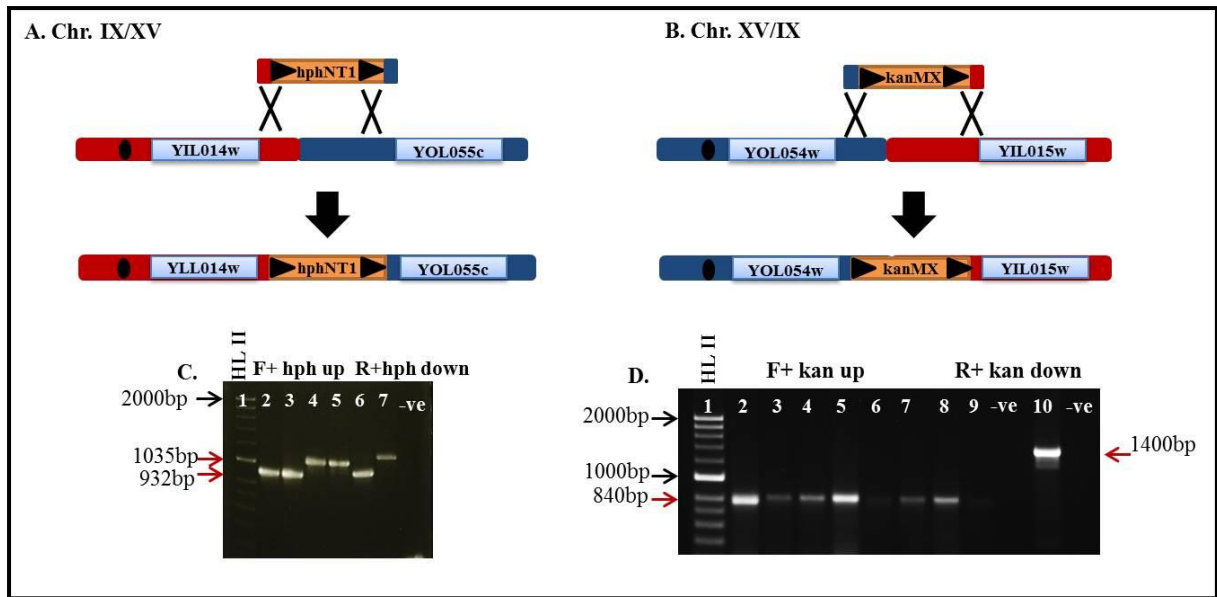 A. Chr. IX/XV
B. Chr. XV/IX
hphNT1
kanMX
YIL014w
YOL055c
YOL054w
YIL015w
YLL014w
hphNT1
YOL055c
YOL054w
kanMX
YIL015w
C.
HL II
F+ hph up
R+hph down
2000bp
1 2 3 4 5 6 7 -ve
1035bp
932bp
D.
HL II
F+ kan up
R+ kan down
2000bp
1 2 3 4 5 6 7 8 9 -ve 10 -ve
1400bp
1000bp
840bp